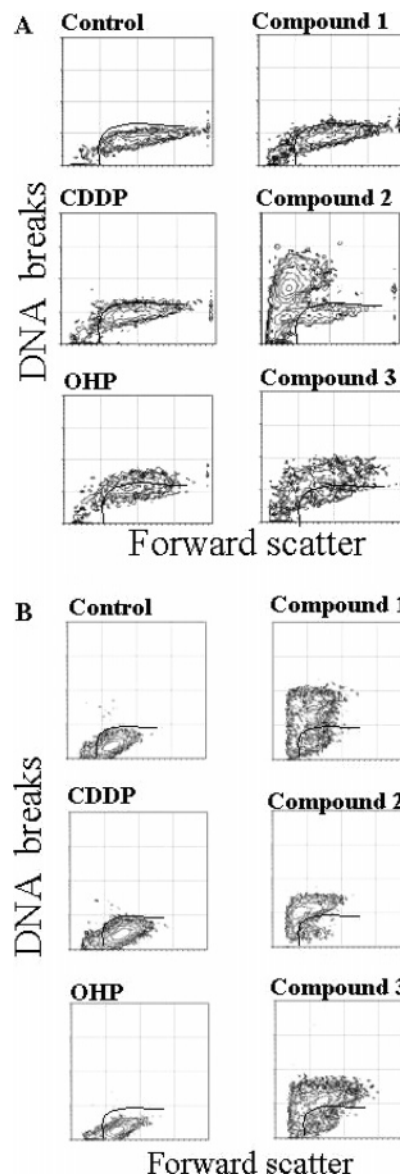 A
Control
Compound 1
CDDP
Compound 2
DNA breaks
OHP
Compound 3
Forward scatter
B
Control
Compound 1
CDDP
Compound 2
DNA breaks
OHP
Compound 3
Forward scatter